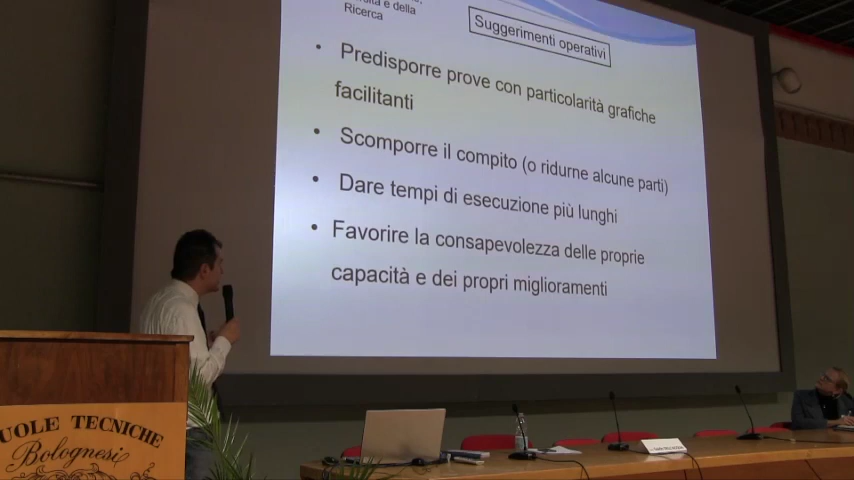 e della
Ricerca
Suggerimenti operativi
• Predisporre prove con particolarità grafiche
facilitanti
• Scomporre il compito (o ridurne alcune parti)
• Dare tempi di esecuzione più lunghi
• Favorire la consapevolezza delle proprie
capacità e dei propri miglioramenti
UOLE TECNICHE
Bolognesi